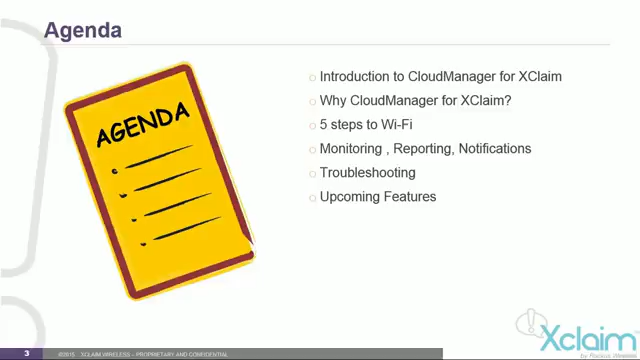 Agenda
AGENDA
Introduction to CloudManager for XClaim
Why CloudManager for XClaim?
5 steps to Wi-Fi
Monitoring , Reporting, Notifications
Troubleshooting
Upcoming Features
3
©2015 XCLAIM WIRELESS – PROPRIETARY AND CONFIDENTIAL
Xclaim
by Ruckus Wireless